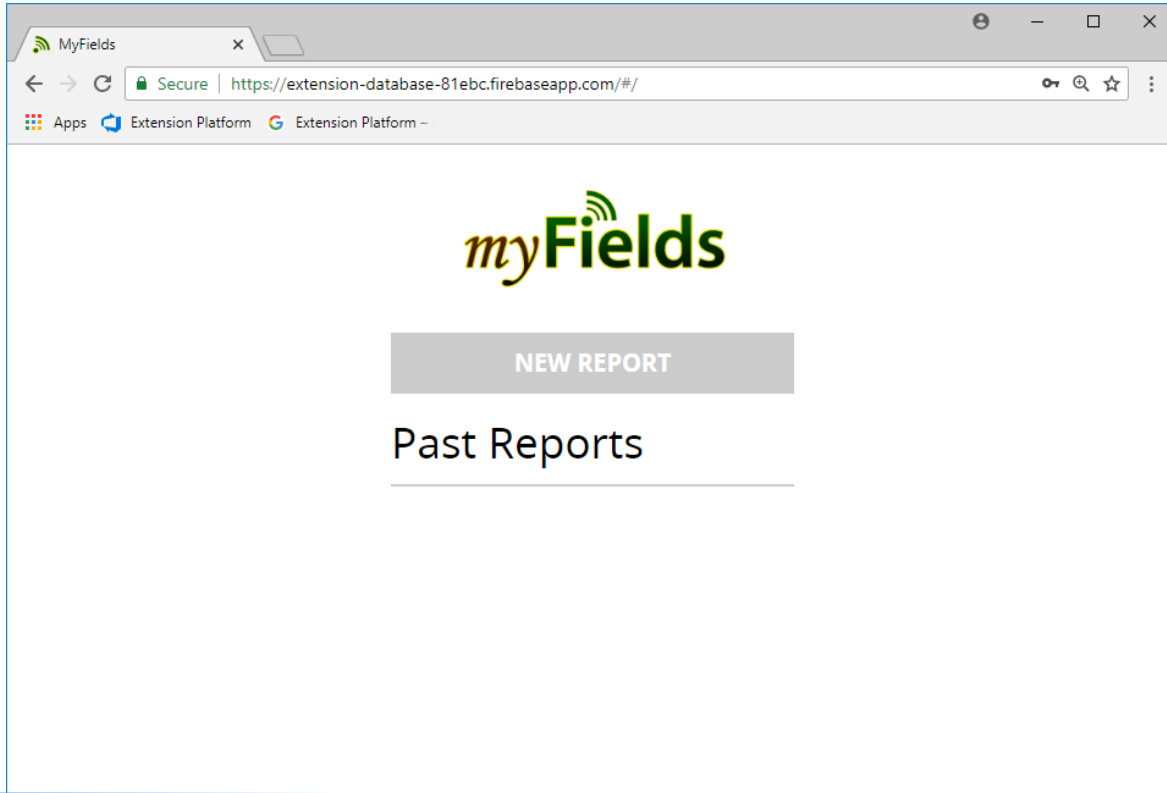 MyFields
Secure | https://extension-database-81ebc.firebaseapp.com/#/
Apps Extension Platform Extension Platform –
myFields
NEW REPORT
Past Reports